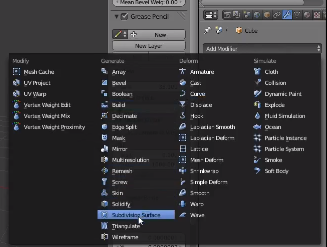 Mean Bevel Weig: 0.00
Grease Pencil
New
New Layer
Cube
Add Modifier
Modify
Generate
Deform
Simulate
Mesh Cache
Array
Armature
Cloth
UV Project
Bevel
Cast
Collision
UV Warp
Boolean
Curve
Dynamic Paint
Vertex Weight Edit
Build
Displace
Explode
Vertex Weight Mix
Decimate
Hook
Fluid Simulation
Vertex Weight Proximity
Edge Split
Laplacian Smooth
Ocean
Mask
Laplacian Deform
Particle Instance
Mirror
Lattice
Particle System
Multiresolution
Mesh Deform
Smoke
Remesh
Shrinkwrap
Soft Body
Screw
Simple Deform
Skin
Smooth
Solidify
Warp
Subdivision Surface
Wave
Triangulate
Wireframe